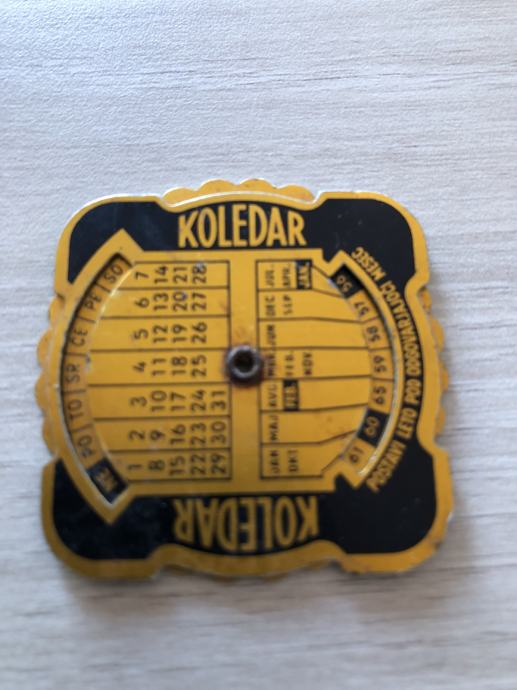 KOLEDAR
NE PO TO SR ČE PE SO
1 2 3 4 5 6 7
8 9 10 11 12 13 14
15 16 17 18 19 20 21
22 23 24 25 26 27 28
29 30 31
JAN MAJ AVG MAR JUN DEC JUL
OKT FEB FEB SEP APR
NOV JAN
61 60 65 59 58 57 56
POSTAVI LETO POD ODGOVARJAJOČI MESEC
KOLEDAR